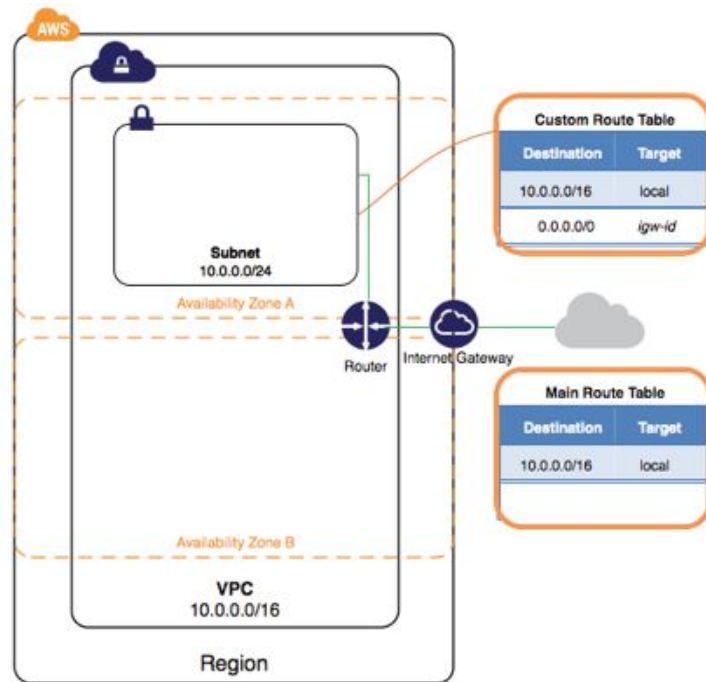 AWS
Custom Route Table
Destination Target
10.0.0.0/16 local
0.0.0.0/0 igw-id
Subnet
10.0.0.0/24
Availability Zone A
Router
Internet Gateway
Main Route Table
Destination Target
10.0.0.0/16 local
Availability Zone B
VPC
10.0.0.0/16
Region